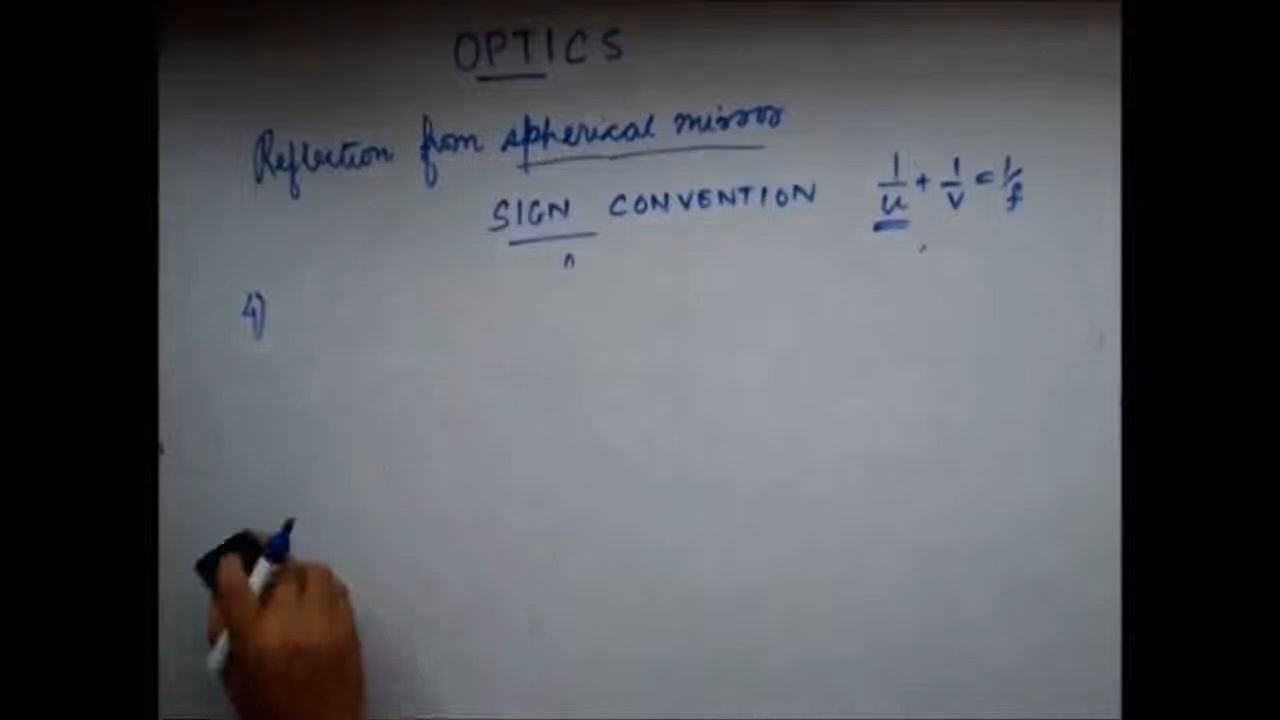 OPTICS
Reflection from spherical mirror
SIGN CONVENTION 1/u + 1/v = 1/f
4)